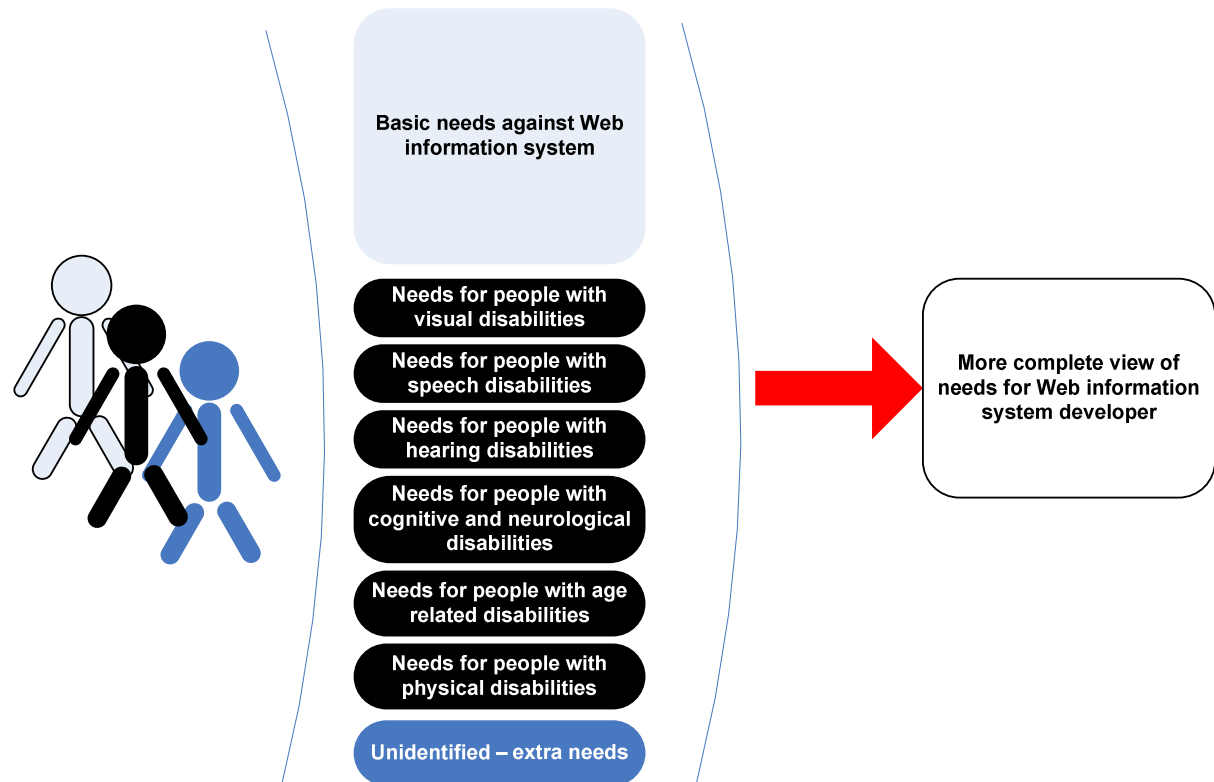 Basic needs against Web
information system
Needs for people with
visual disabilities
Needs for people with
speech disabilities
Needs for people with
hearing disabilities
Needs for people with
cognitive and neurological
disabilities
Needs for people with age
related disabilities
Needs for people with
physical disabilities
Unidentified – extra needs
More complete view of
needs for Web information
system developer